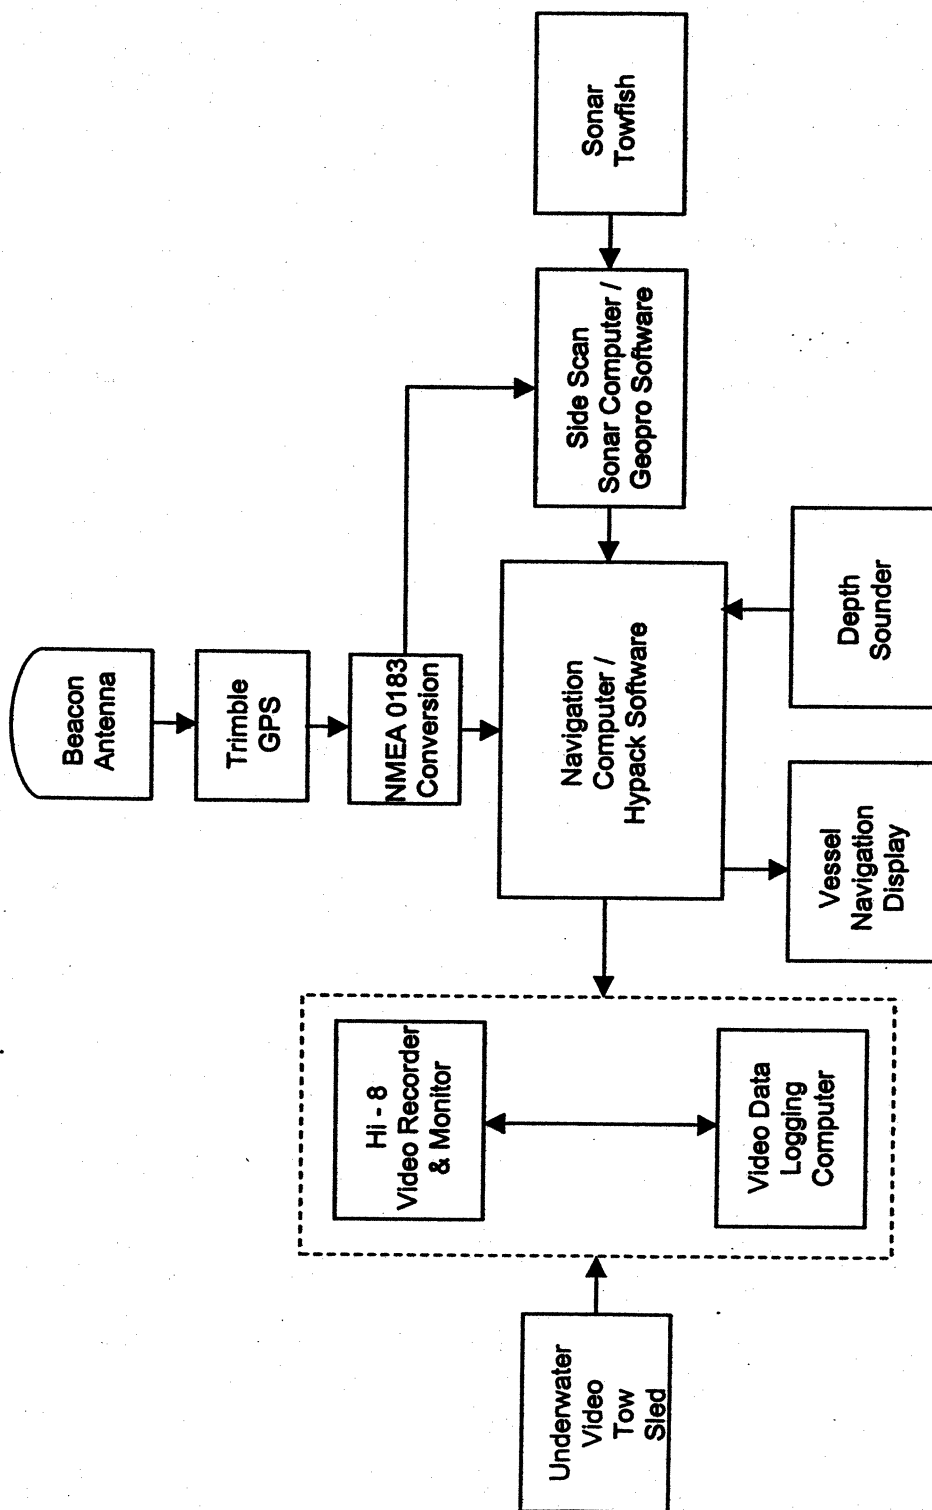 Beacon
Antenna
Trimble
GPS
NMEA 0183
Conversion
Underwater
Video
Tow
Sled
Hi - 8
Video Recorder
& Monitor
Video Data
Logging
Computer
Navigation
Computer /
Hypack Software
Side Scan
Sonar Computer /
Geopro Software
Sonar
Towfish
Vessel
Navigation
Display
Depth
Sounder